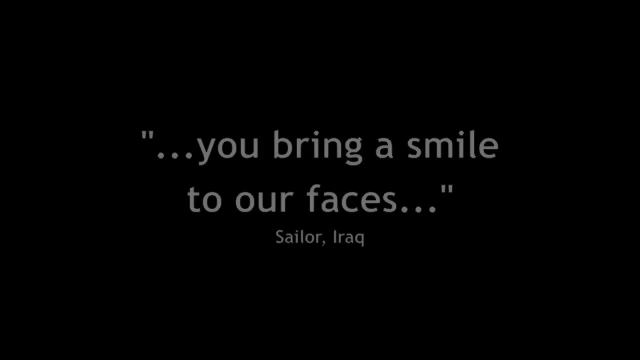 "...you bring a smile
to our faces..."
Sailor, Iraq